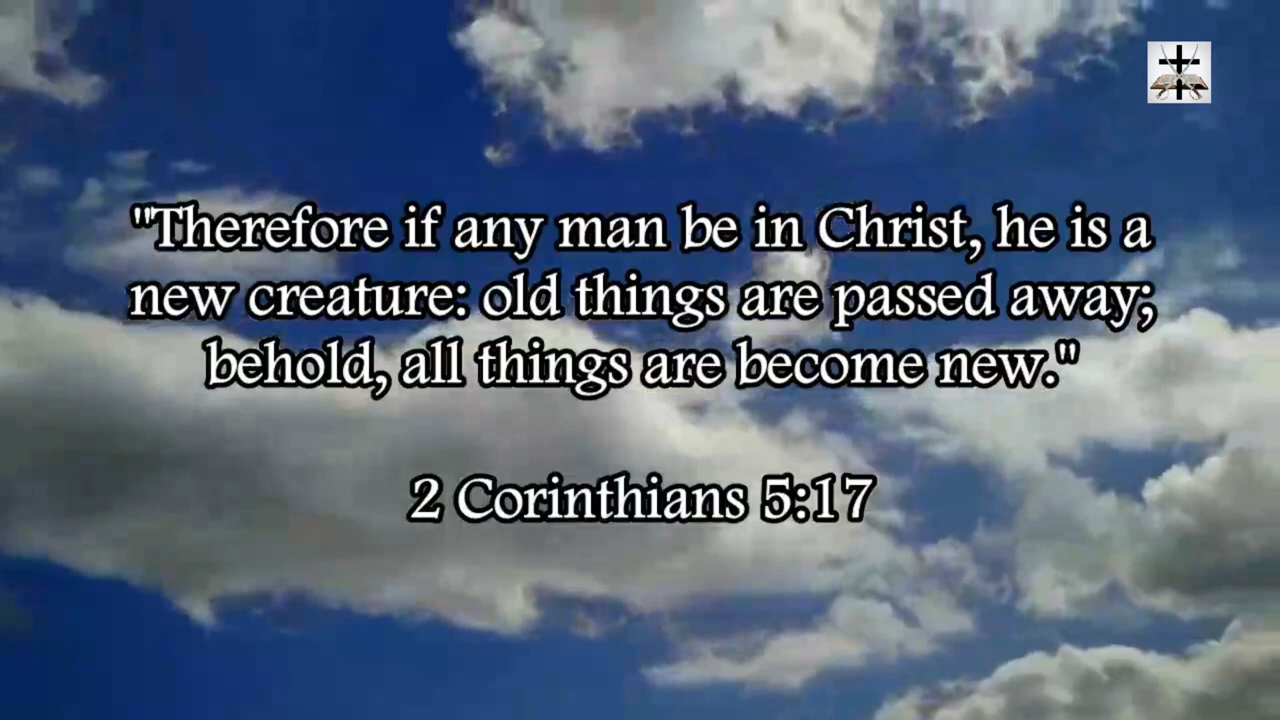 "Therefore if any man be in Christ, he is a
new creature: old things are passed away;
behold, all things are become new."
2 Corinthians 5:17